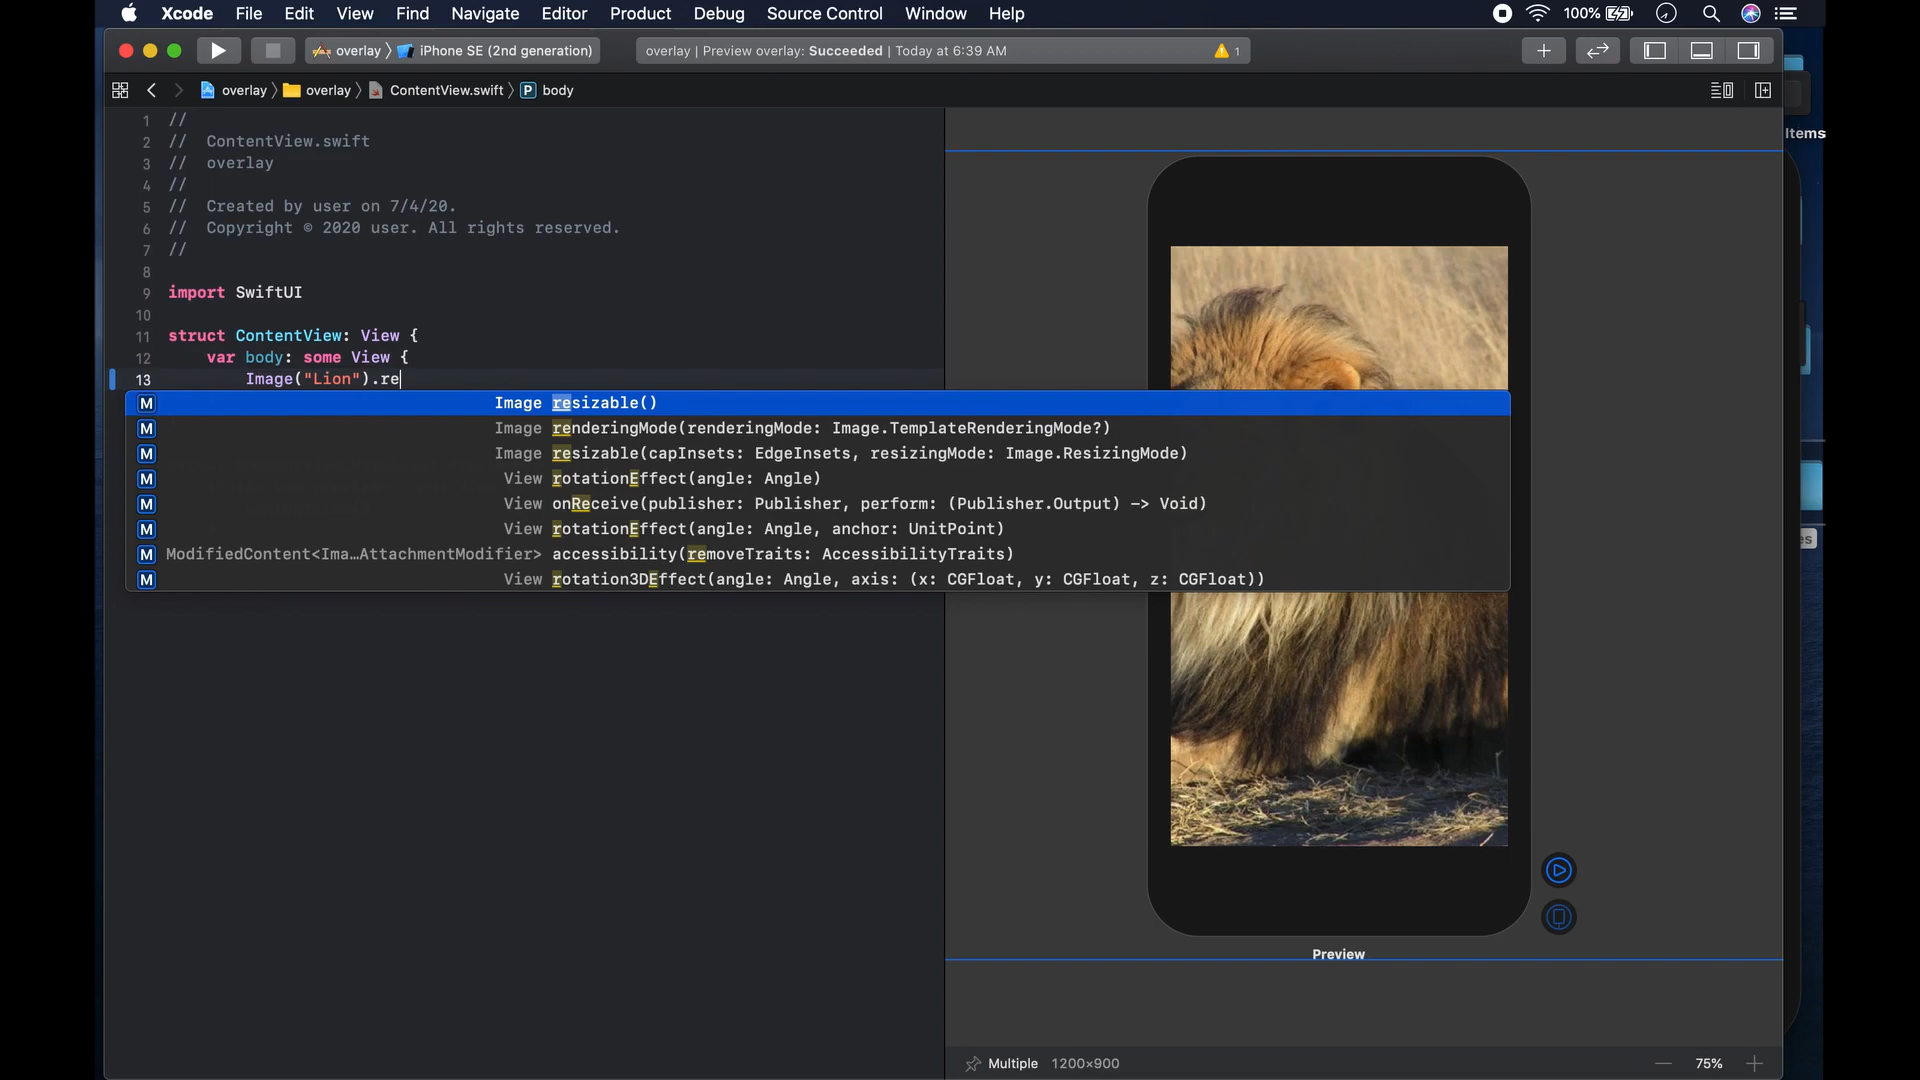 Xcode File Edit View Find Navigate Editor Product Debug Source Control Window Help 100%
overlay iPhone SE (2nd generation) overlay | Preview overlay: Succeeded | Today at 6:39 AM 1
overlay overlay ContentView.swift P body
Items
1 //
2 // ContentView.swift
3 // overlay
4 //
5 // Created by user on 7/4/20.
6 // Copyright © 2020 user. All rights reserved.
7 //
8
9 import SwiftUI
10
11 struct ContentView: View {
12 var body: some View {
13 Image("Lion").re
M Image resizable()
M Image renderingMode(renderingMode: Image.TemplateRenderingMode?)
M Image resizable(capInsets: EdgeInsets, resizingMode: Image.ResizingMode)
M View rotationEffect(angle: Angle)
M View onReceive(publisher: Publisher, perform: (Publisher.Output) -> Void)
M View rotationEffect(angle: Angle, anchor: UnitPoint)
M ModifiedContent<Ima…AttachmentModifier> accessibility(removeTraits: AccessibilityTraits)
M View rotation3DEffect(angle: Angle, axis: (x: CGFloat, y: CGFloat, z: CGFloat))
Preview
Multiple 1200×900 75%